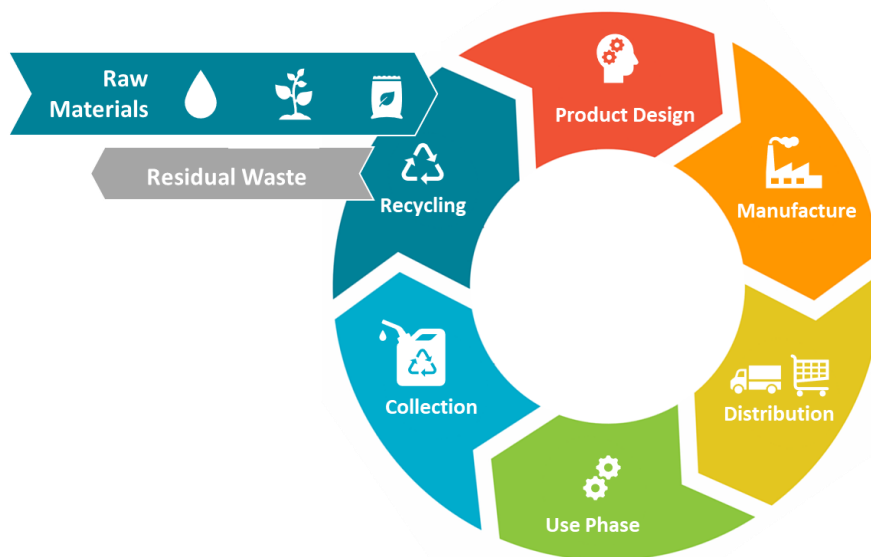 Raw
Materials
Residual Waste
Product Design
Manufacture
Distribution
Use Phase
Collection
Recycling